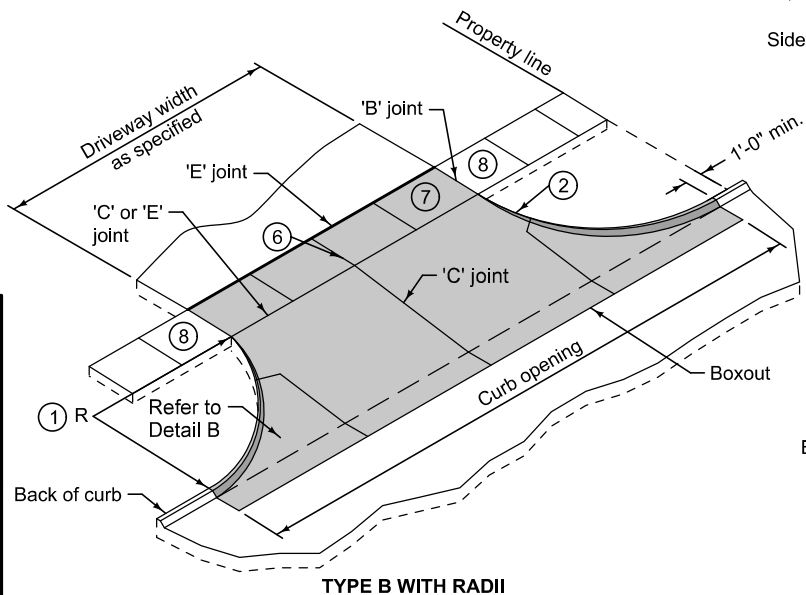 Property line
Side
Driveway width
as specified
'B' joint
1'-0" min.
'E' joint
8
2
7
'C' or 'E'
joint
6
'C' joint
8
Curb opening
Boxout
1 R
Refer to
Detail B
Back of curb
TYPE B WITH RADII